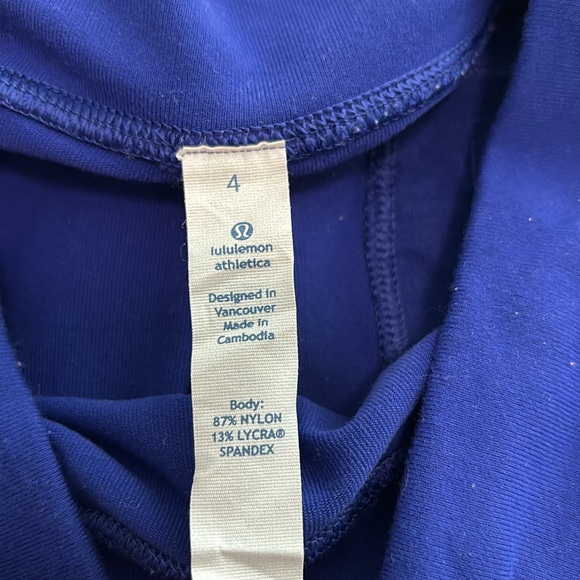 4
lululemon
athletica
Designed in
Vancouver
Made in
Cambodia
Body:
87% NYLON
13% LYCRA®
SPANDEX